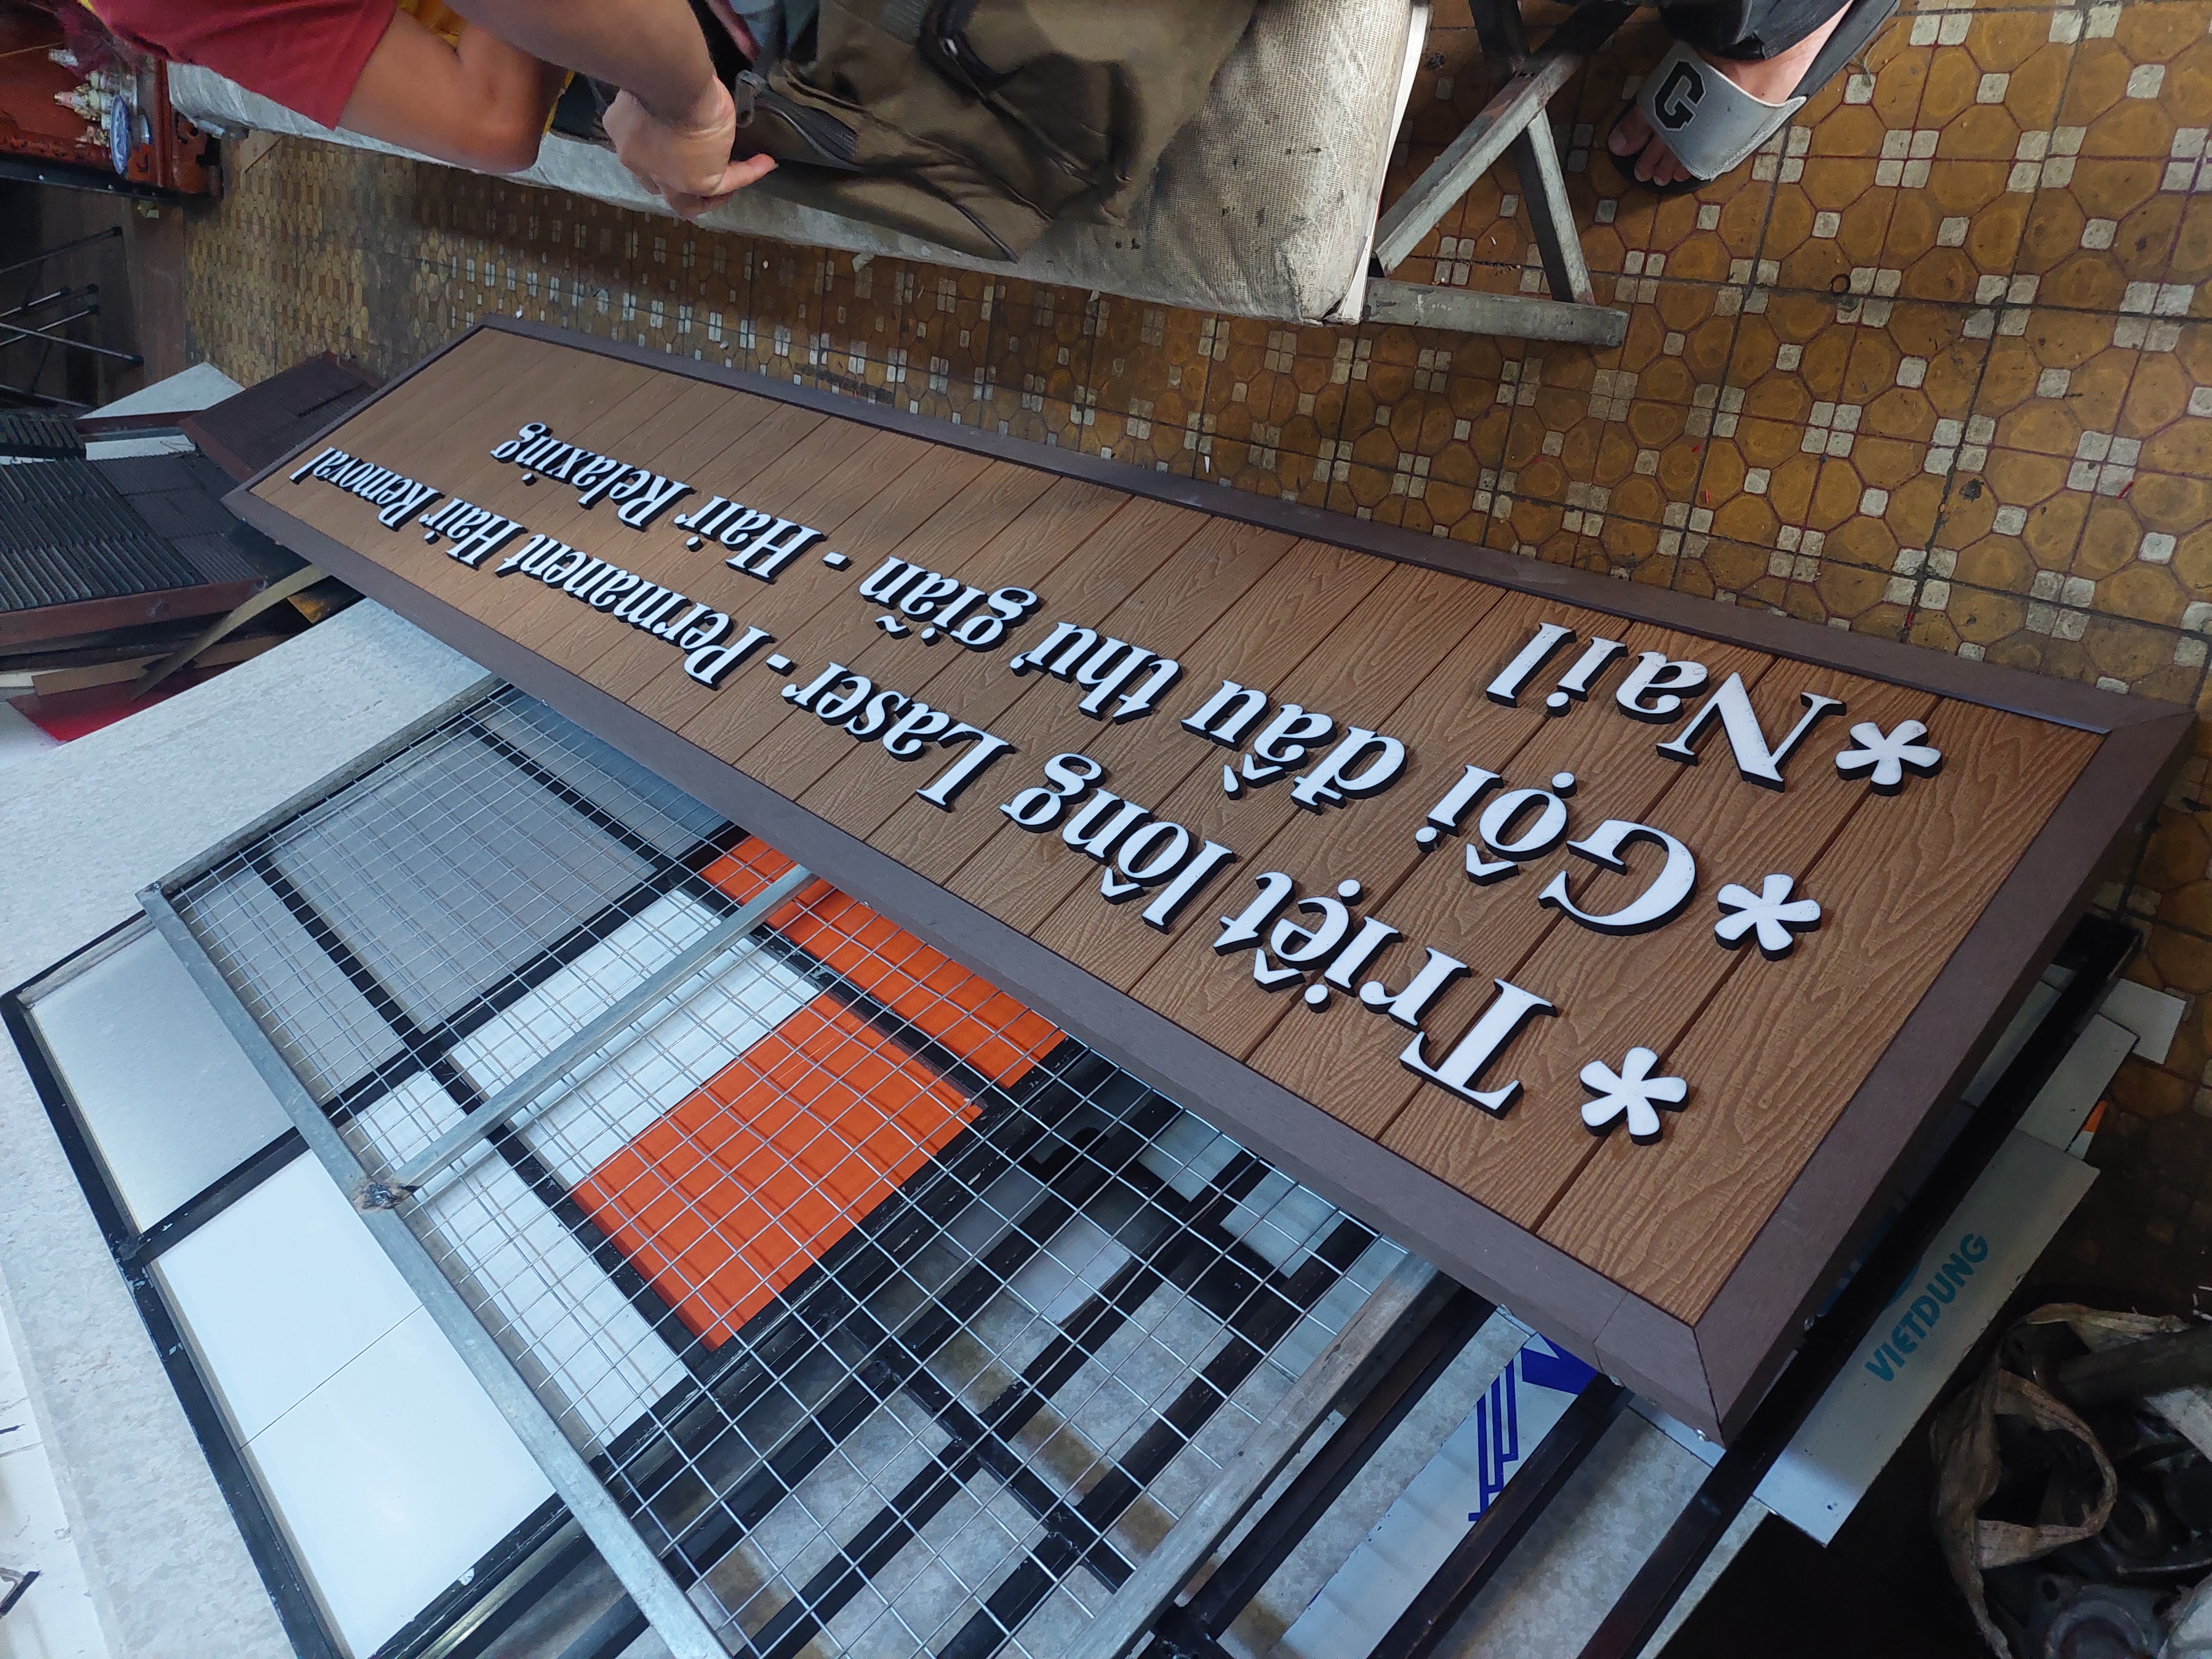 *Triệt lông Laser - Permanent Hair Removal
*Gội đầu thư giãn - Hair Relaxing
*Nail
VIETDUNG
G